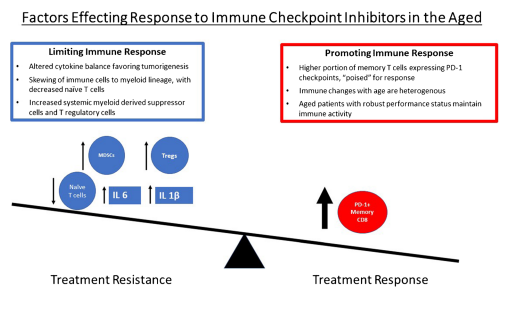 Factors Effecting Response to Immune Checkpoint Inhibitors in the Aged
Limiting Immune Response
• Altered cytokine balance favoring tumorigenesis
• Skewing of immune cells to myeloid lineage, with
decreased naïve T cells
• Increased systemic myeloid derived suppressor
cells and T regulatory cells
Promoting Immune Response
• Higher portion of memory T cells expressing PD-1
checkpoints, "poised" for response
• Immune changes with age are heterogenous
• Aged patients with robust performance status maintain
immune activity
MDSCs
Tregs
Naïve
T cells
IL 6
IL 1β
PD-1+
Memory
CD8
Treatment Resistance
Treatment Response